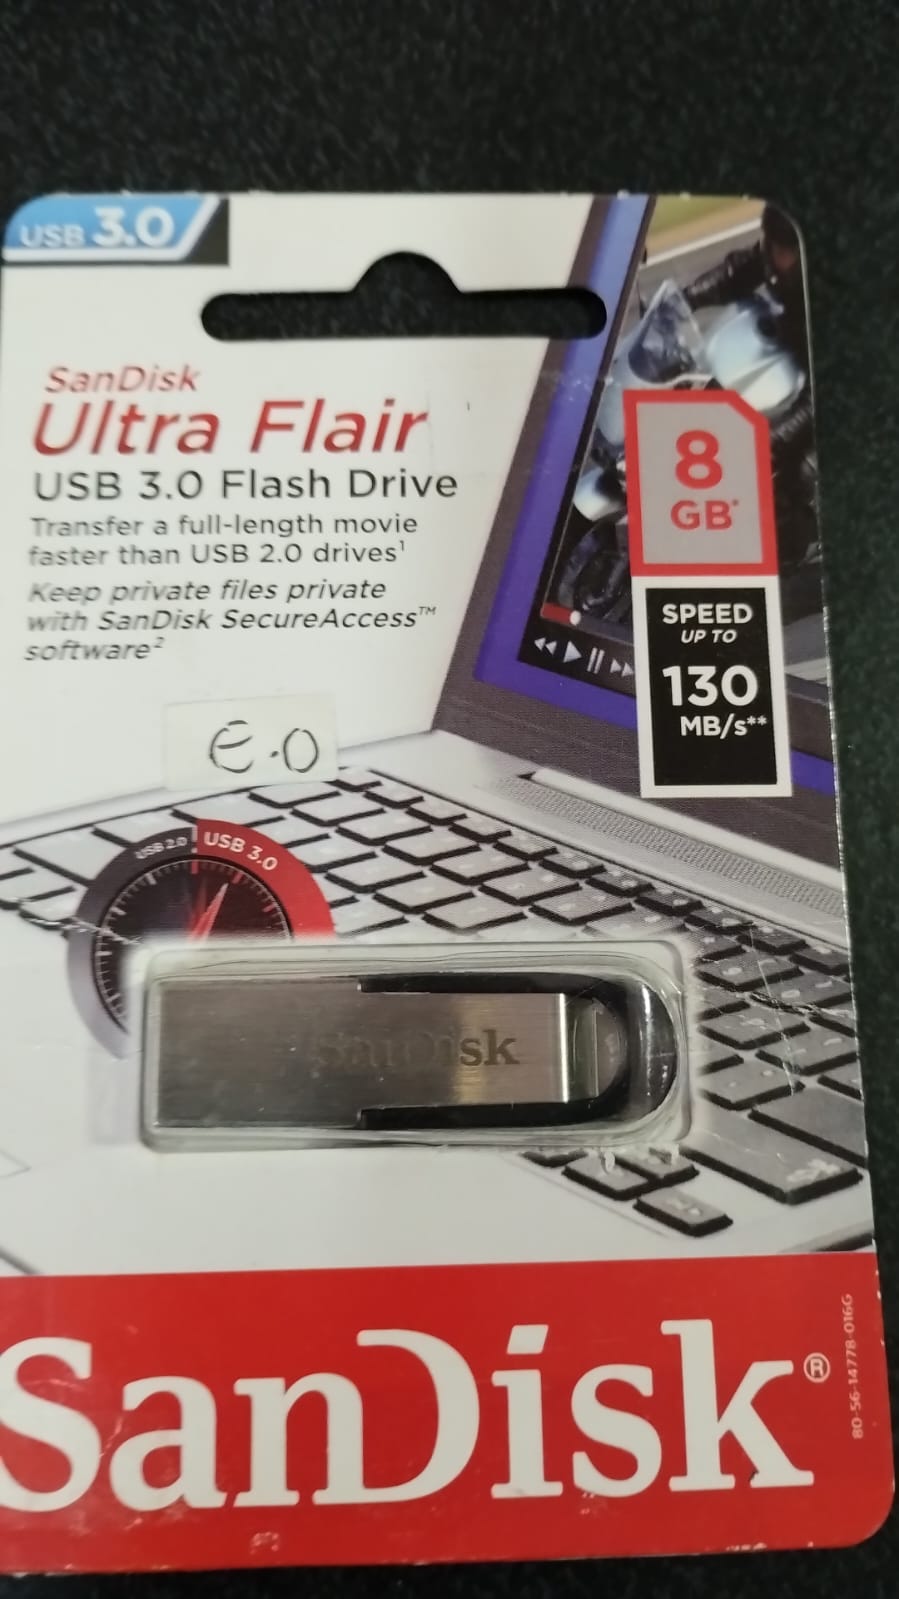 USB 3.0
SanDisk
Ultra Flair
USB 3.0 Flash Drive
Transfer a full-length movie
faster than USB 2.0 drives¹
Keep private files private
with SanDisk SecureAccess™
software²
8
GB*
SPEED
UP TO
130
MB/s**
E.O
USB 2.0
USB 3.0
SanDisk
SanDisk®
80-56-14778-016G